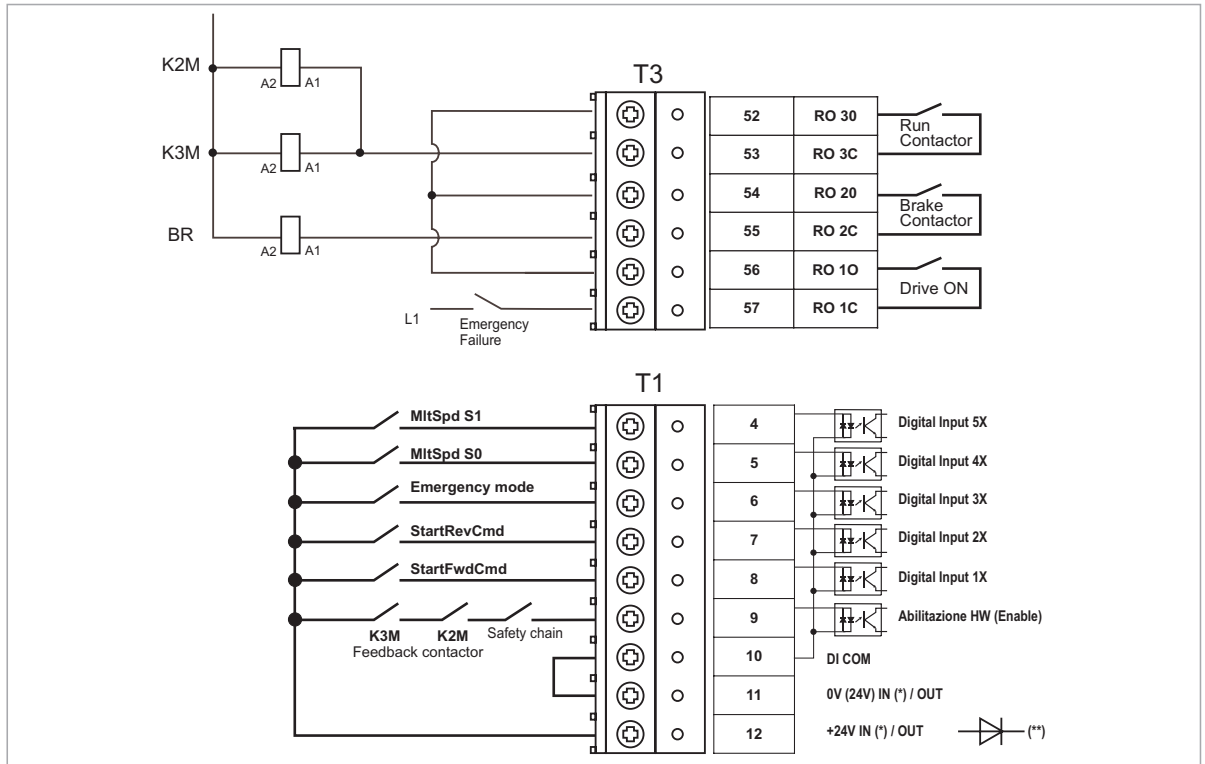 T3
K2M
A2 A1
K3M
A2 A1
BR
A2 A1
L1
Emergency
Failure
52 RO 30
53 RO 3C
Run
Contactor
54 RO 20
55 RO 2C
Brake
Contactor
56 RO 1O
57 RO 1C
Drive ON
T1
MltSpd S1
4
Digital Input 5X
MltSpd S0
5
Digital Input 4X
Emergency mode
6
Digital Input 3X
StartRevCmd
7
Digital Input 2X
StartFwdCmd
8
Digital Input 1X
K3M K2M Safety chain
Feedback contactor
9
Abilitazione HW (Enable)
10
DI COM
11
0V (24V) IN (*) / OUT
12
+24V IN (*) / OUT (**)